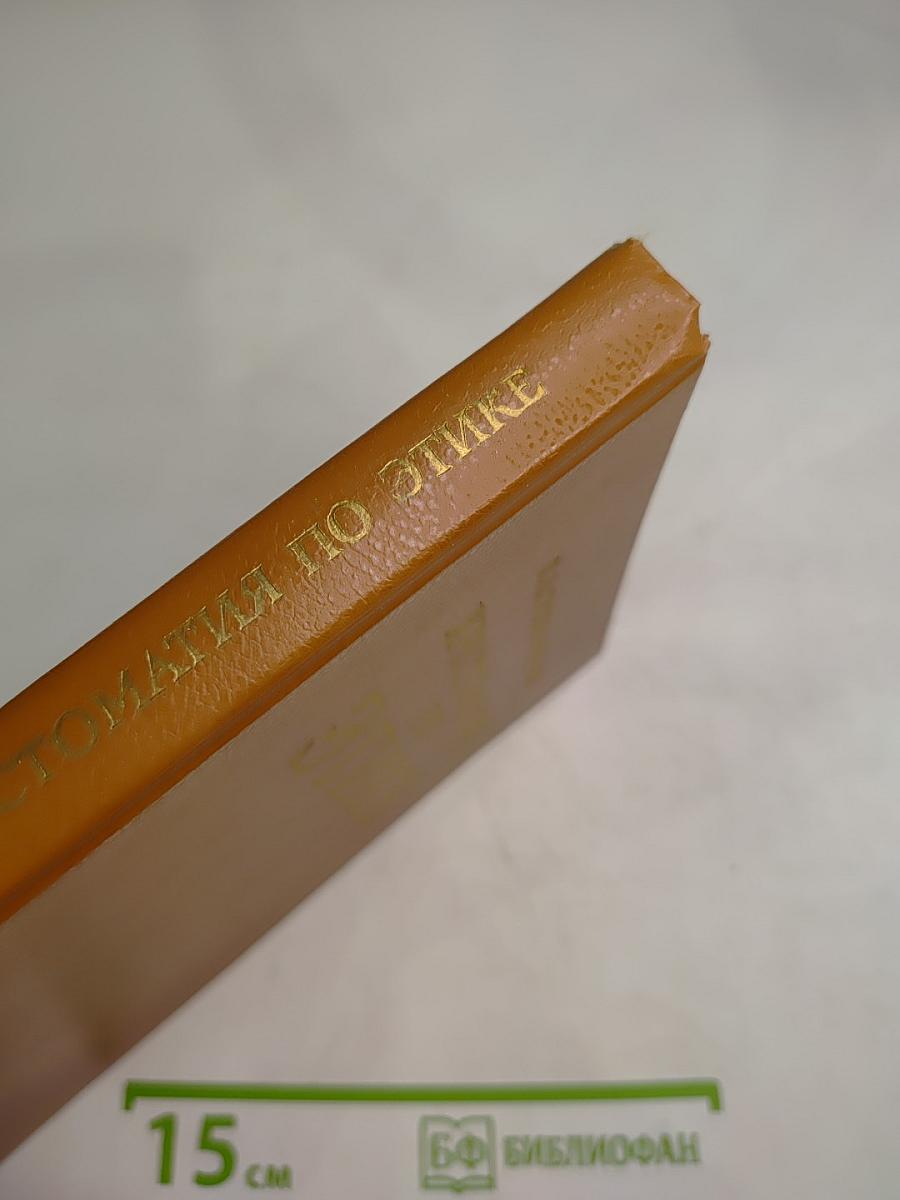 СТОМАТИЯ ПО ЭТИКЕ
15 см
БФ БИБЛИОФАН